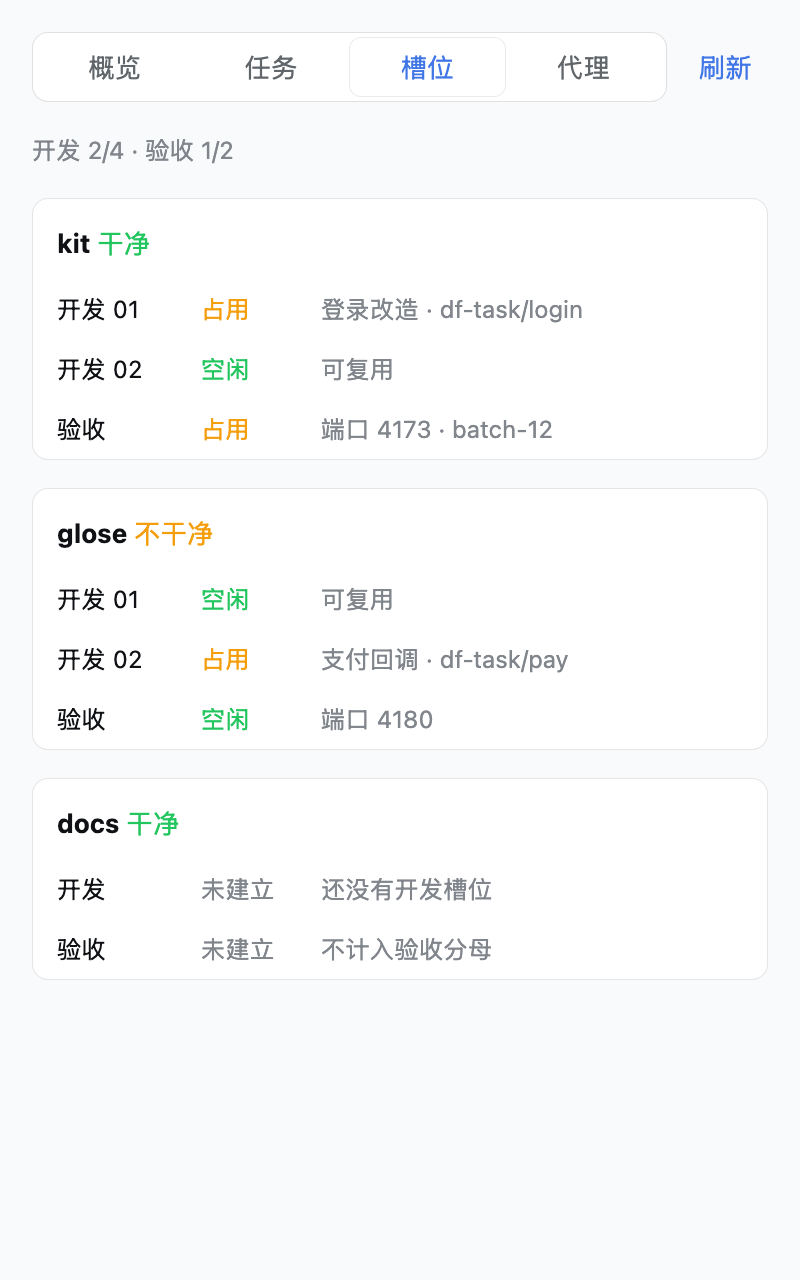 概览 任务 槽位 代理 刷新
开发 2/4 · 验收 1/2
kit 干净
开发 01 占用 登录改造 · df-task/login
开发 02 空闲 可复用
验收 占用 端口 4173 · batch-12
glose 不干净
开发 01 空闲 可复用
开发 02 占用 支付回调 · df-task/pay
验收 空闲 端口 4180
docs 干净
开发 未建立 还没有开发槽位
验收 未建立 不计入验收分母